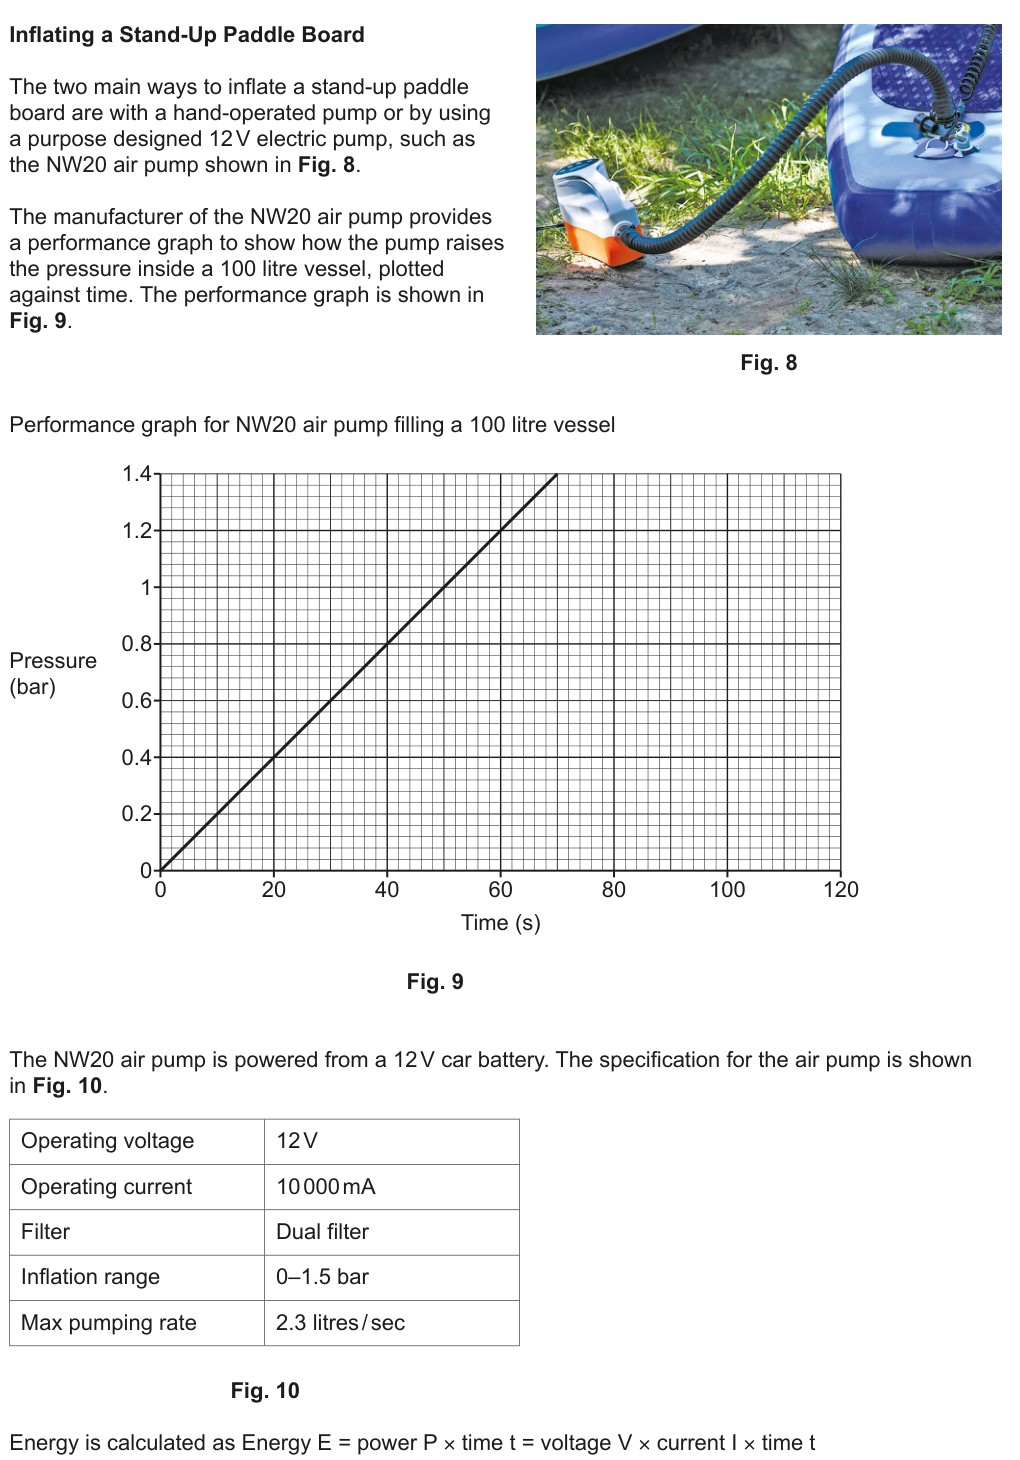 Inflating a Stand-Up Paddle Board
The two main ways to inflate a stand-up paddle
board are with a hand-operated pump or by using
a purpose designed 12 V electric pump, such as
the NW20 air pump shown in Fig. 8.
The manufacturer of the NW20 air pump provides
a performance graph to show how the pump raises
the pressure inside a 100 litre vessel, plotted
against time. The performance graph is shown in
Fig. 9.
Fig. 8
Performance graph for NW20 air pump filling a 100 litre vessel
1.4
1.2
1
0.8
Pressure
(bar)
0.6
0.4
0.2
0
0 20 40 60 80 100 120
Time (s)
Fig. 9
The NW20 air pump is powered from a 12 V car battery. The specification for the air pump is shown
in Fig. 10.
Operating voltage 12 V
Operating current 10 000 mA
Filter Dual filter
Inflation range 0–1.5 bar
Max pumping rate 2.3 litres / sec
Fig. 10
Energy is calculated as Energy E = power P × time t = voltage V × current I × time t